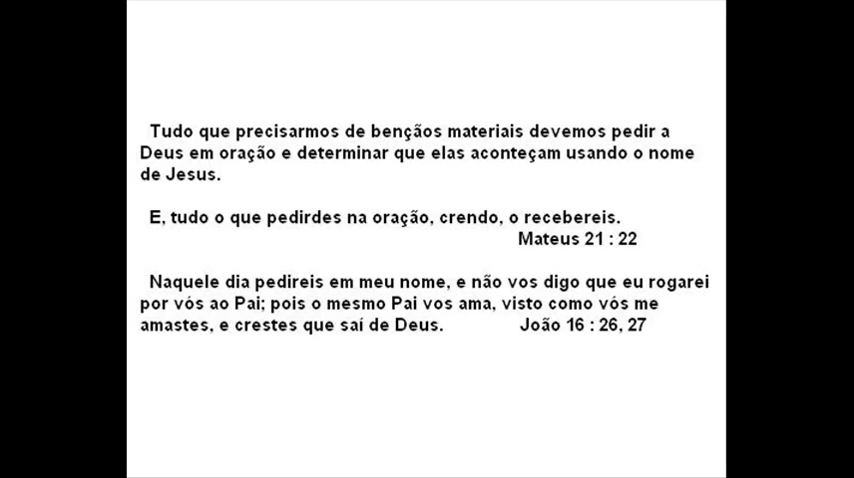 Tudo que precisarmos de bençãos materiais devemos pedir a
Deus em oração e determinar que elas aconteçam usando o nome
de Jesus.
E, tudo o que pedirdes na oração, crendo, o recebereis.
Mateus 21 : 22
Naquele dia pedireis em meu nome, e não vos digo que eu rogarei
por vós ao Pai; pois o mesmo Pai vos ama, visto como vós me
amastes, e crestes que saí de Deus. João 16 : 26, 27